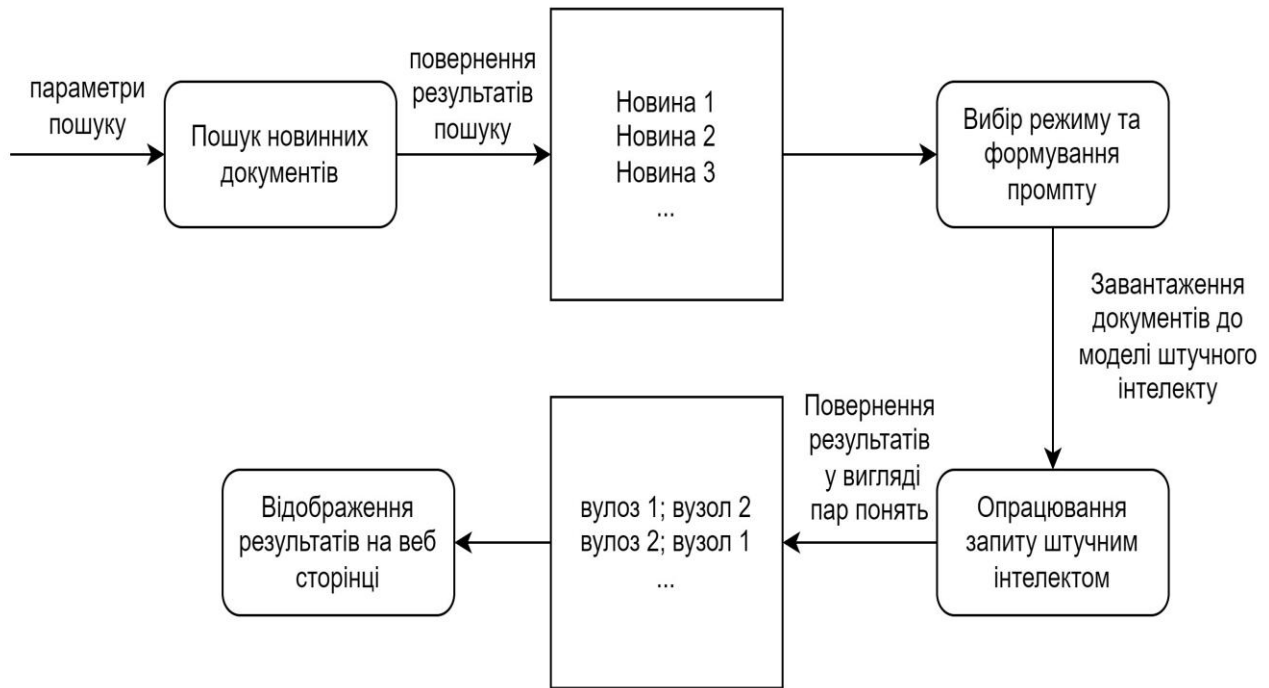 параметри
пошуку
Пошук новинних
документів
повернення
результатів
пошуку
Новина 1
Новина 2
Новина 3
...
Вибір режиму та
формування
промпту
Завантаження
документів до
моделі штучного
інтелекту
Опрацювання
запиту штучним
інтелектом
Повернення
результатів
у вигляді
пар понять
вулоз 1; вузол 2
вулоз 2; вузол 1
...
Відображення
результатів на веб
сторінці